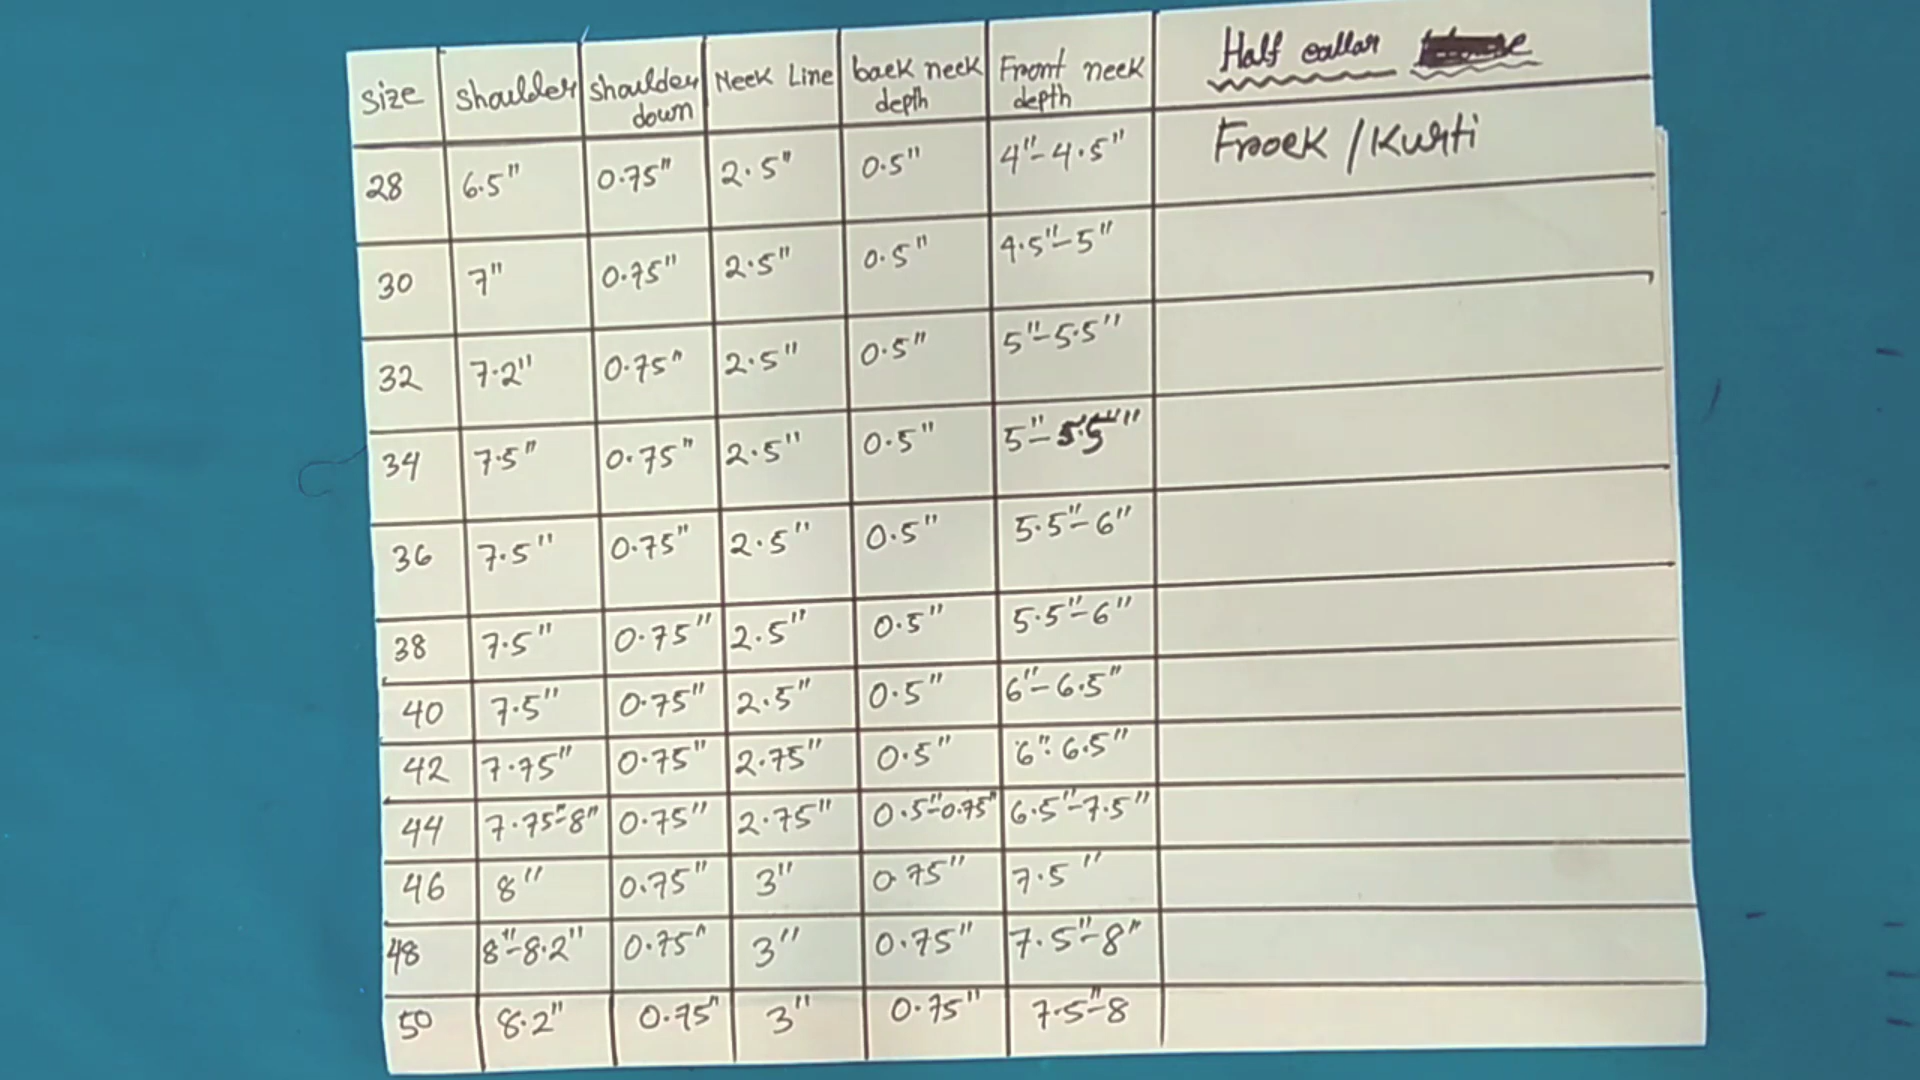 size shoulder shoulder down Neck Line back neck depth Front neck depth Half collar
28 6.5" 0.75" 2.5" 0.5" 4"-4.5" Frock / Kurti
30 7" 0.75" 2.5" 0.5" 4.5"-5"
32 7.2" 0.75" 2.5" 0.5" 5"-5.5"
34 7.5" 0.75" 2.5" 0.5" 5"-5.5"
36 7.5" 0.75" 2.5" 0.5" 5.5"-6"
38 7.5" 0.75" 2.5" 0.5" 5.5"-6"
40 7.5" 0.75" 2.5" 0.5" 6"-6.5"
42 7.75" 0.75" 2.75" 0.5" 6"-6.5"
44 7.75"-8" 0.75" 2.75" 0.5"-0.75" 6.5"-7.5"
46 8" 0.75" 3" 0.75" 7.5"
48 8"-8.2" 0.75" 3" 0.75" 7.5"-8"
50 8.2" 0.75" 3" 0.75" 7.5"-8